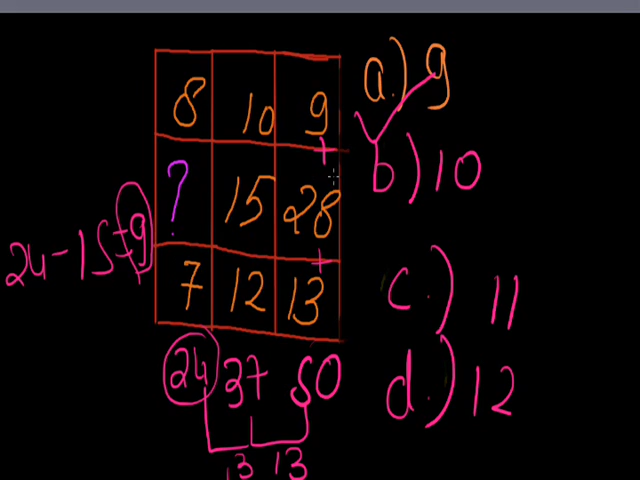 8 10 9
+
? 15 28
+
7 12 13
24 37 50
13 13
24-15=9
a.) 9
b) 10
c.) 11
d.) 12